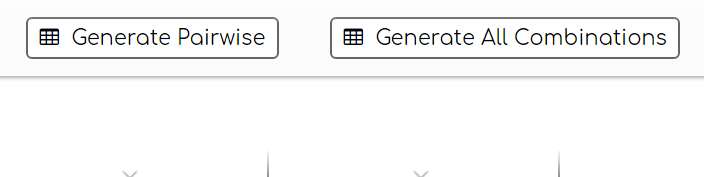 Generate Pairwise
Generate All Combinations